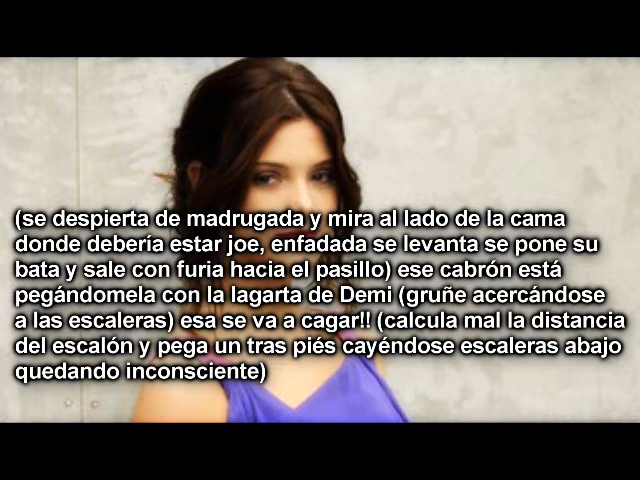 (se despierta de madrugada y mira al lado de la cama
donde debería estar joe, enfadada se levanta se pone su
bata y sale con furia hacia el pasillo) ese cabrón está
pegándomela con la lagarta de Demi (gruñe acercándose
a las escaleras) esa se va a cagar!! (calcula mal la distancia
del escalón y pega un tras piés cayéndose escaleras abajo
quedando inconsciente)